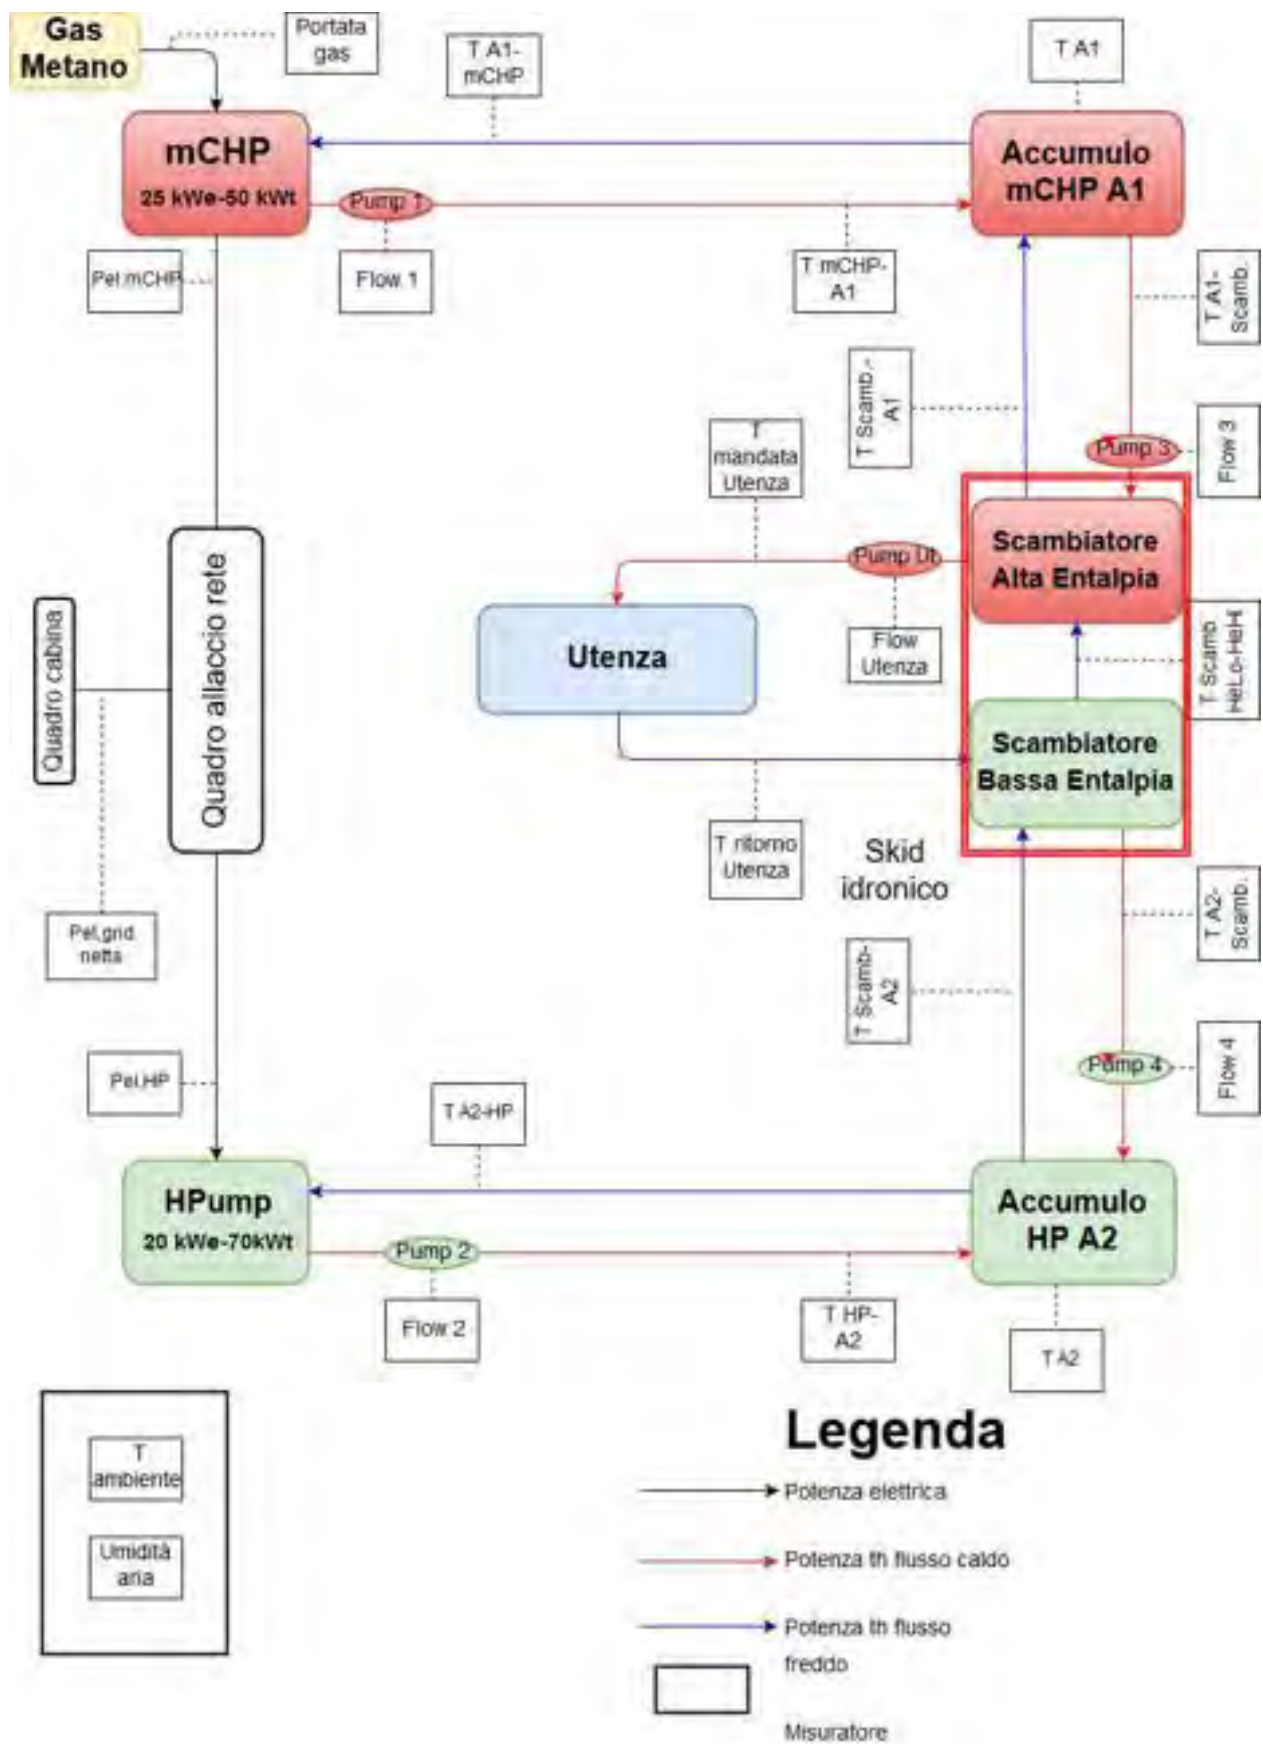 Gas
Metano
Portata
gas
T A1-
mCHP
T A1
mCHP
25 kWe-50 kWt
Pump 1
Accumulo
mCHP A1
Pel.mCHP
Flow 1
T mCHP-
A1
T A1-
Scamb.
T Scamb.-
A1
T
mandata
Utenza
Pump 3
Flow 3
Quadro cabina
Quadro allaccio rete
Pump Ut
Scambiatore
Alta Entalpia
Utenza
Flow
Utenza
T Scamb
HeLo-HeHi
Scambiatore
Bassa Entalpia
T ritorno
Utenza
Skid
idronico
T A2-
Scamb.
Pel,grid
netta
T Scamb-
A2
Pel.HP
Pump 4
Flow 4
T A2-HP
HPump
20 kWe-70kWt
Pump 2
Accumulo
HP A2
Flow 2
T HP-
A2
T A2
T
ambiente
Umidità
aria
Legenda
Potenza elettrica
Potenza th flusso caldo
Potenza th flusso
freddo
Misuratore